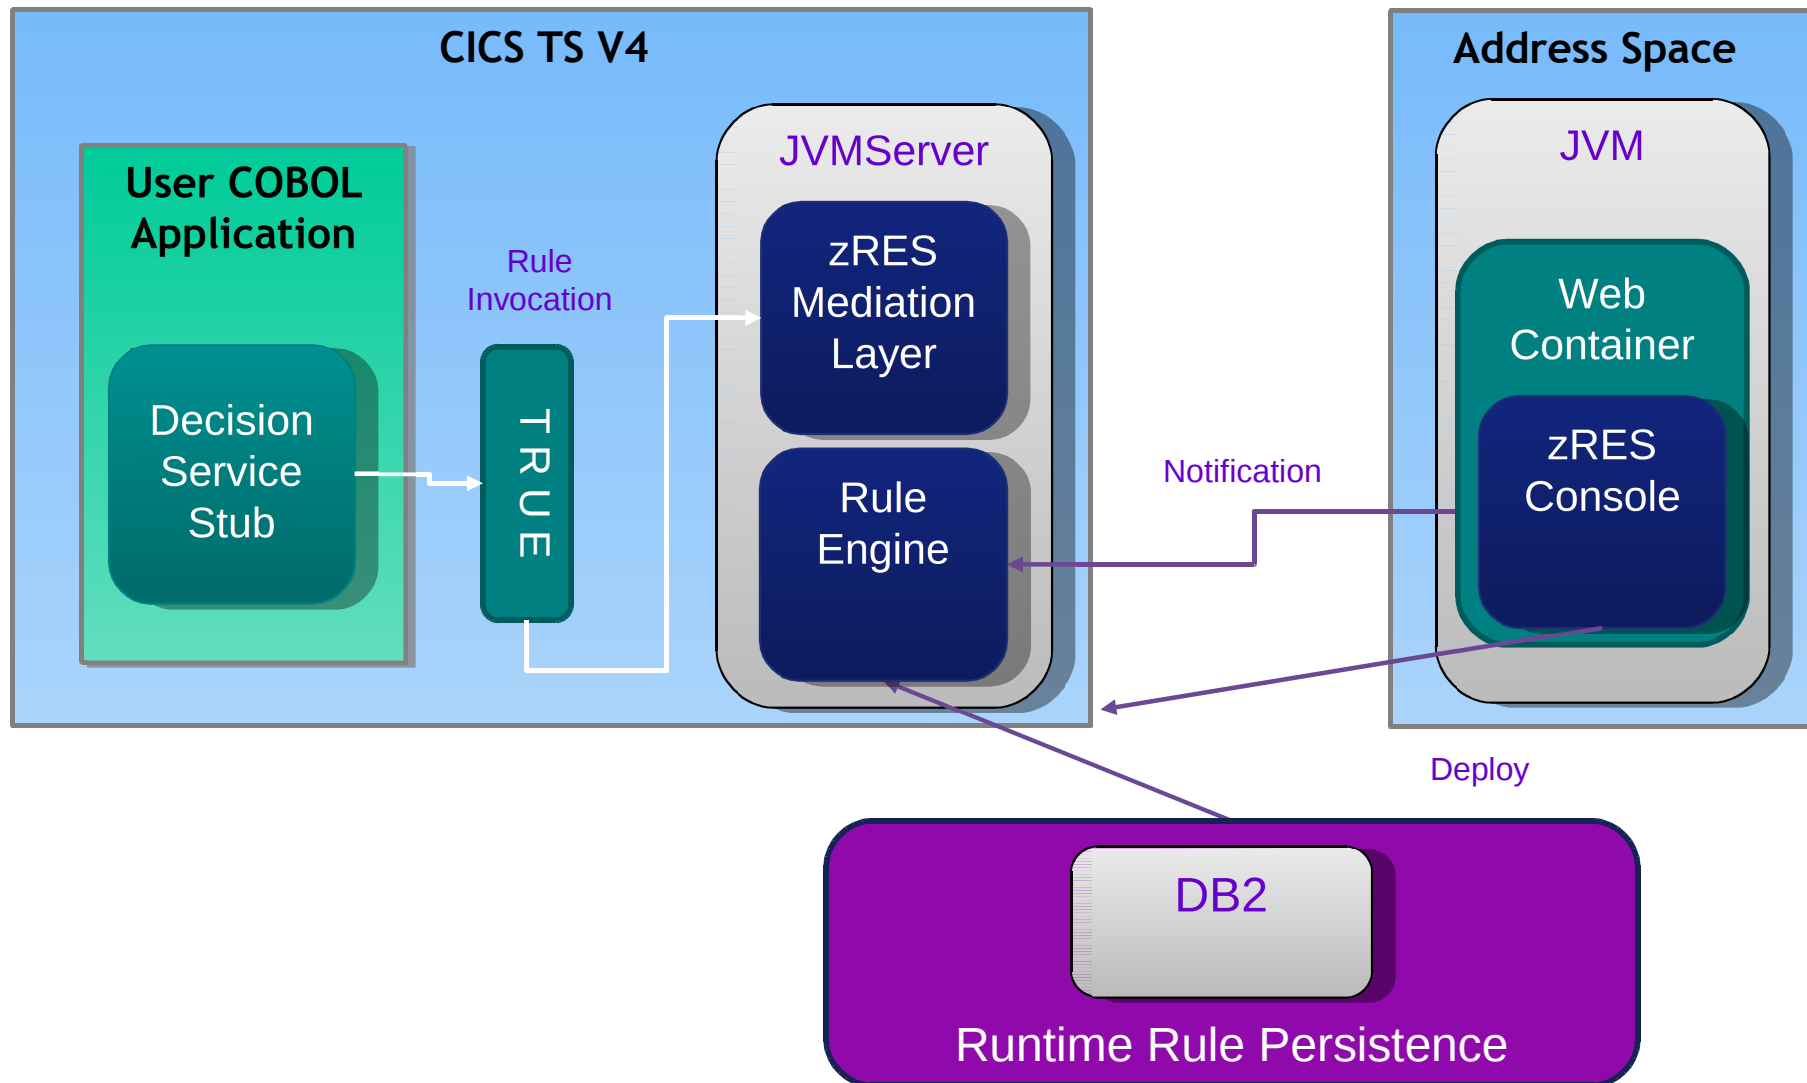 CICS TS V4
Address Space
User COBOL
Application
Decision
Service
Stub
Rule
Invocation
TRUE
JVMServer
zRES
Mediation
Layer
Rule
Engine
Notification
JVM
Web
Container
zRES
Console
Deploy
DB2
Runtime Rule Persistence